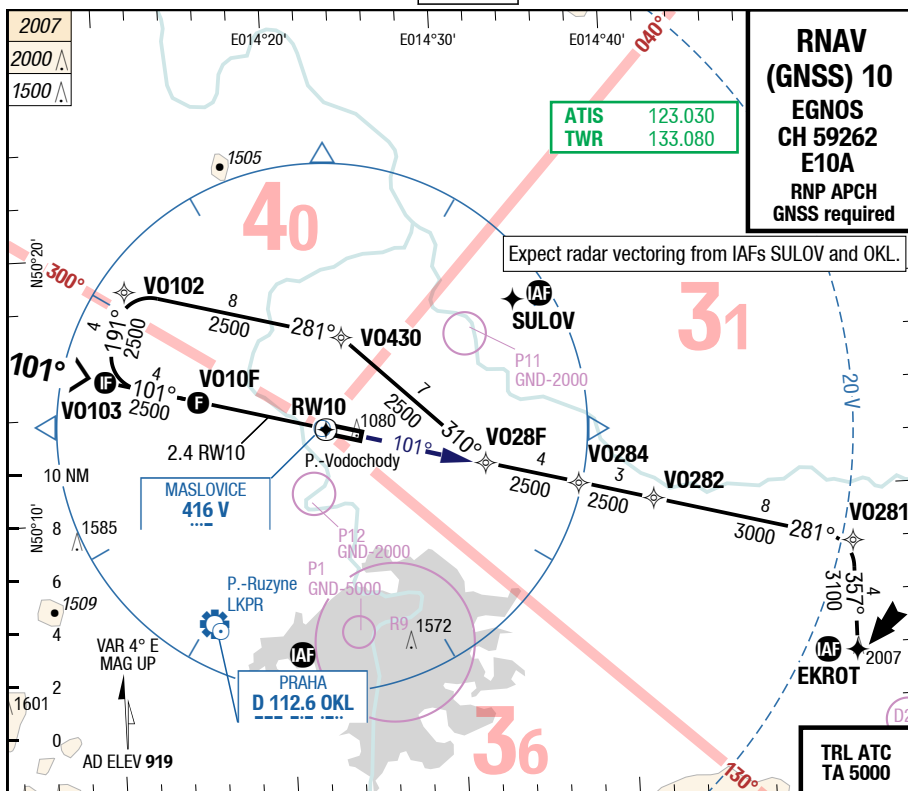 2007
2000
1500
E014°20'
E014°30'
E014°40'
040°
RNAV
(GNSS) 10
EGNOS
CH 59262
E10A
RNP APCH
GNSS required
ATIS 123.030
TWR 133.080
1505
40
Expect radar vectoring from IAFs SULOV and OKL.
N50°20'
300°
VO102
8
2500
281°
VO430
IAF
SULOV
31
4
191°
2500
P11
GND-2000
101°
IF
VO103
4
101°
2500
VO10F
F
7
2500
310°
20 V
RW10
1080
101°
2.4 RW10
P.-Vodochody
VO28F
4
2500
VO284
3
2500
VO282
8
3000
281°
VO281
10 NM
MASLOVICE
416 V
N50°10'
8
1585
P12
GND-2000
P1
GND-5000
6
P.-Ruzyne
LKPR
R9
1572
4
357°
3100
1509
4
IAF
IAF
EKROT
2007
VAR 4° E
MAG UP
PRAHA
D 112.6 OKL
2
1601
36
D2
0
AD ELEV 919
130°
TRL ATC
TA 5000